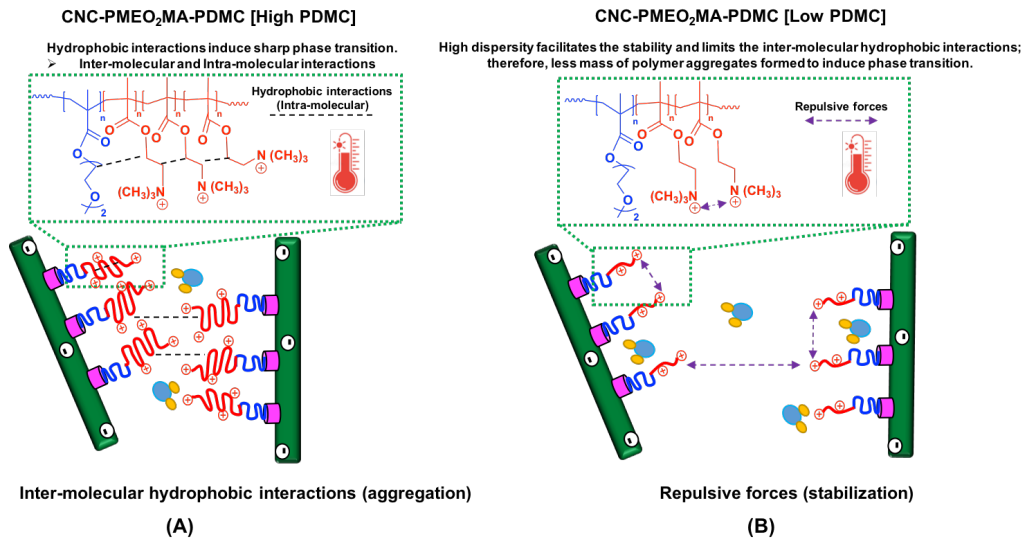 CNC-PMEO₂MA-PDMC [High PDMC]
Hydrophobic interactions induce sharp phase transition.
➢ Inter-molecular and Intra-molecular interactions
[ ]n [ ]n [ ]n [ ]n
Hydrophobic interactions
(Intra-molecular)
O O O O O O O O
O
O
2
N(CH₃)₃
⊕
(CH₃)₃N
⊕
N(CH₃)₃
⊕
Inter-molecular hydrophobic interactions (aggregation)
(A)
CNC-PMEO₂MA-PDMC [Low PDMC]
High dispersity facilitates the stability and limits the inter-molecular hydrophobic interactions;
therefore, less mass of polymer aggregates formed to induce phase transition.
[ ]n [ ]n [ ]n
Repulsive forces
O O O O O O
O
O
2
(CH₃)₃N
⊕
N(CH₃)₃
⊕
Repulsive forces (stabilization)
(B)